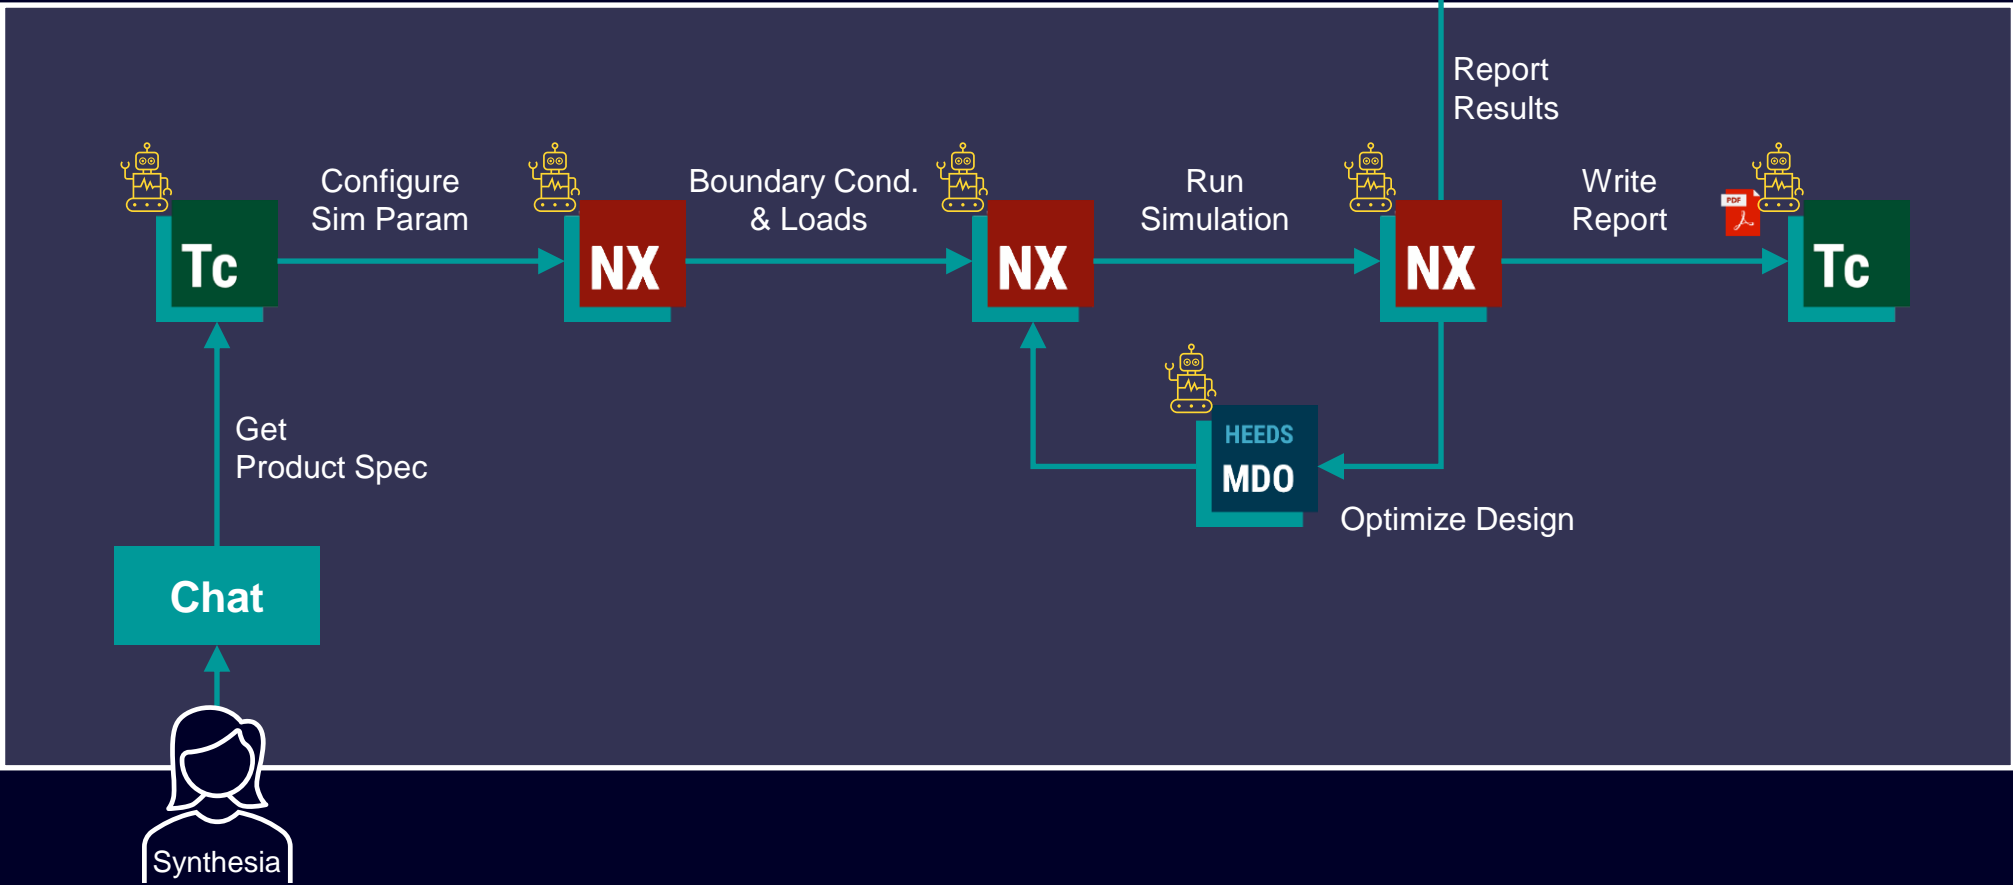 Report
Results
Configure
Sim Param
Boundary Cond.
& Loads
Run
Simulation
Write
Report
PDF
Tc
NX
NX
NX
Tc
HEEDS
MDO
Get
Product Spec
Optimize Design
Chat
Synthesia